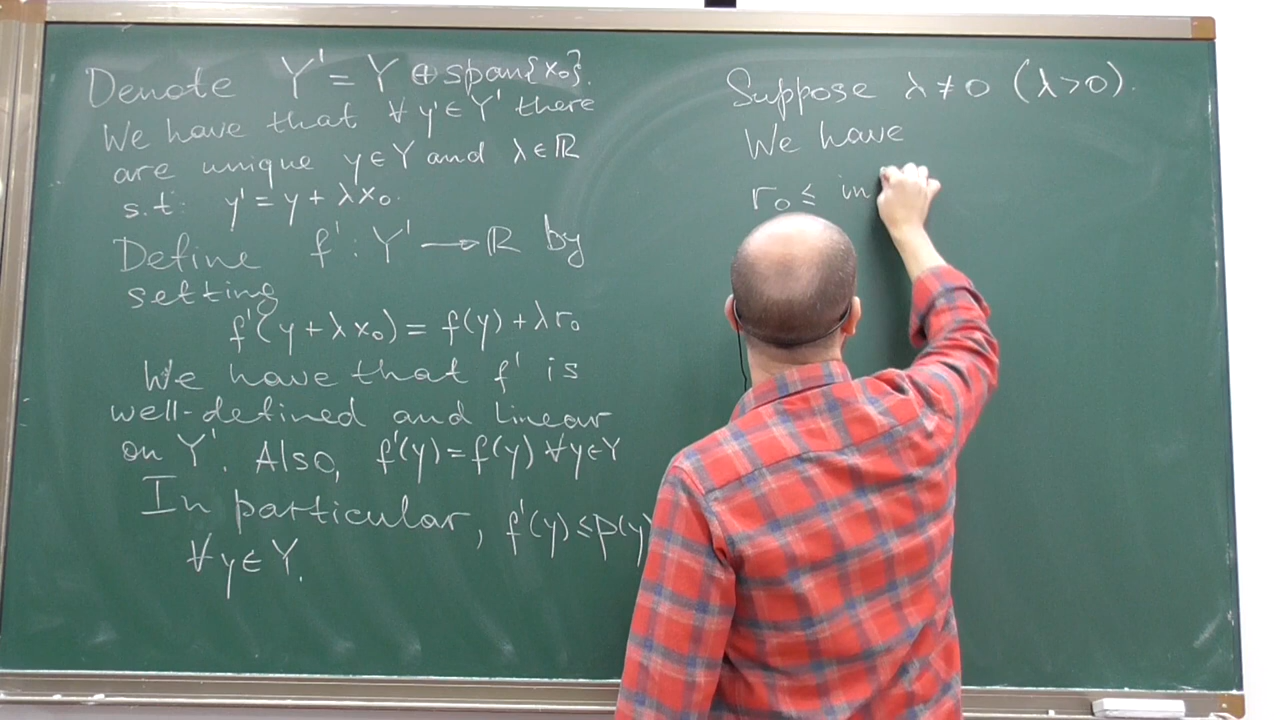 Denote Y' = Y ⊕ span{x₀}.
We have that ∀ y' ∈ Y' there
are unique y ∈ Y and λ ∈ ℝ
s.t: y' = y + λx₀.
Define f' : Y' → ℝ by
setting
f'(y + λx₀) = f(y) + λr₀
We have that f' is
well-defined and Linear
on Y'. Also, f'(y) = f(y) ∀y∈Y
In particular, f'(y) ≤ p(y)
∀ y ∈ Y.
Suppose λ ≠ 0 (λ > 0).
We have
r₀ ≤ in